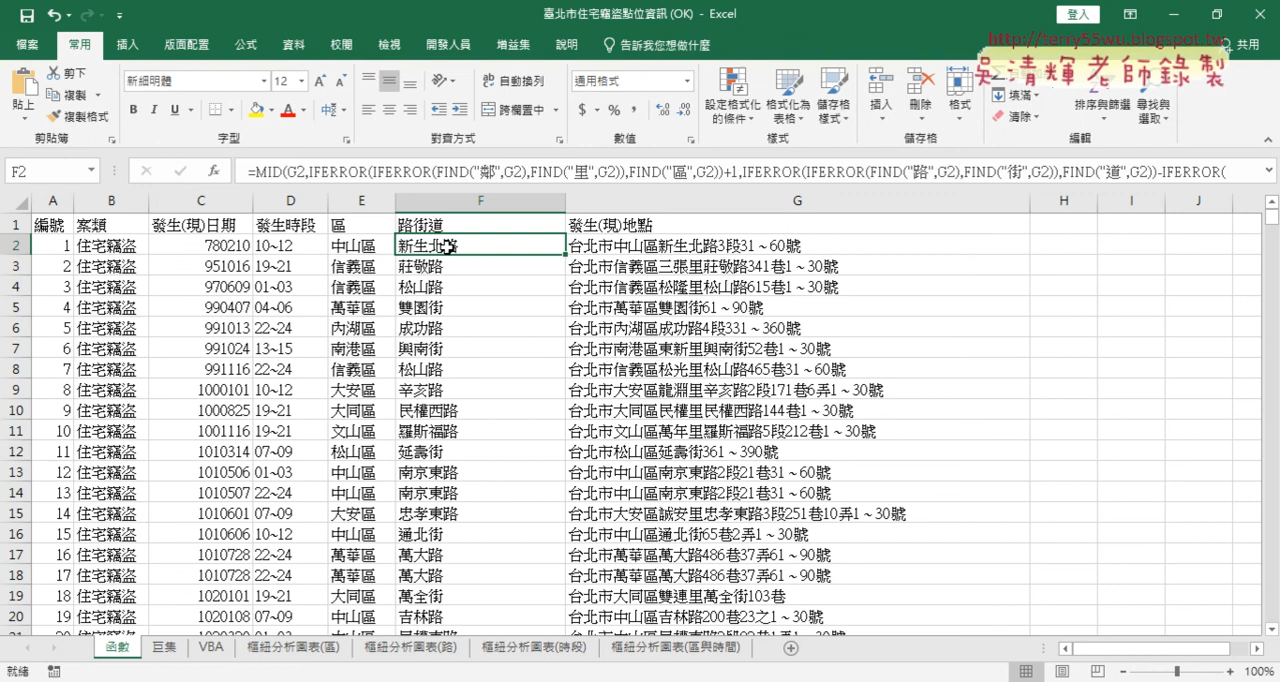 臺北市住宅竊盜點位資訊 (OK) - Excel
登入
檔案 常用 插入 版面配置 公式 資料 校閱 檢視 開發人員 增益集 說明 告訴我您想做什麼 共用
http://terry55wu.blogspot.tw
吳清輝老師錄製
貼上 剪下 複製 複製格式 剪貼簿
新細明體 12 B I U 字型
自動換列 跨欄置中 對齊方式
通用格式 $ % 數值
設定格式化的條件 格式化為表格 儲存格樣式 樣式
插入 刪除 格式 儲存格
填滿 清除 排序與篩選 尋找與選取 編輯
F2 fx =MID(G2,IFERROR(IFERROR(FIND("鄰",G2),FIND("里",G2)),FIND("區",G2))+1,IFERROR(IFERROR(FIND("路",G2),FIND("街",G2)),FIND("道",G2))-IFERROR(
A B C D E F G H I J
1 編號 案類 發生(現)日期 發生時段 區 路街道 發生(現)地點
2 1 住宅竊盜 780210 10~12 中山區 新生北路 台北市中山區新生北路3段31~60號
3 2 住宅竊盜 951016 19~21 信義區 莊敬路 台北市信義區三張里莊敬路341巷1~30號
4 3 住宅竊盜 970609 01~03 信義區 松山路 台北市信義區松隆里松山路615巷1~30號
5 4 住宅竊盜 990407 04~06 萬華區 雙園街 台北市萬華區雙園街61~90號
6 5 住宅竊盜 991013 22~24 內湖區 成功路 台北市內湖區成功路4段331~360號
7 6 住宅竊盜 991024 13~15 南港區 興南街 台北市南港區東新里興南街52巷1~30號
8 7 住宅竊盜 991116 22~24 信義區 松山路 台北市信義區松光里松山路465巷31~60號
9 8 住宅竊盜 1000101 10~12 大安區 辛亥路 台北市大安區龍淵里辛亥路2段171巷6弄1~30號
10 9 住宅竊盜 1000825 19~21 大同區 民權西路 台北市大同區民權里民權西路144巷1~30號
11 10 住宅竊盜 1001116 19~21 文山區 羅斯福路 台北市文山區萬年里羅斯福路5段212巷1~30號
12 11 住宅竊盜 1010314 07~09 松山區 延壽街 台北市松山區延壽街361~390號
13 12 住宅竊盜 1010506 01~03 中山區 南京東路 台北市中山區南京東路2段21巷31~60號
14 13 住宅竊盜 1010507 22~24 中山區 南京東路 台北市中山區南京東路2段21巷31~60號
15 14 住宅竊盜 1010601 07~09 大安區 忠孝東路 台北市大安區誠安里忠孝東路3段251巷10弄1~30號
16 15 住宅竊盜 1010606 10~12 中山區 通北街 台北市中山區通北街65巷2弄1~30號
17 16 住宅竊盜 1010728 22~24 萬華區 萬大路 台北市萬華區萬大路486巷37弄61~90號
18 17 住宅竊盜 1010728 22~24 萬華區 萬大路 台北市萬華區萬大路486巷37弄61~90號
19 18 住宅竊盜 1020101 19~21 大同區 萬全街 台北市大同區雙連里萬全街103巷
20 19 住宅竊盜 1020108 07~09 中山區 吉林路 台北市中山區吉林路200巷23之1~30號
函數 巨集 VBA 樞紐分析圖表(區) 樞紐分析圖表(路) 樞紐分析圖表(時段) 樞紐分析圖表(區與時間)
就緒 100%